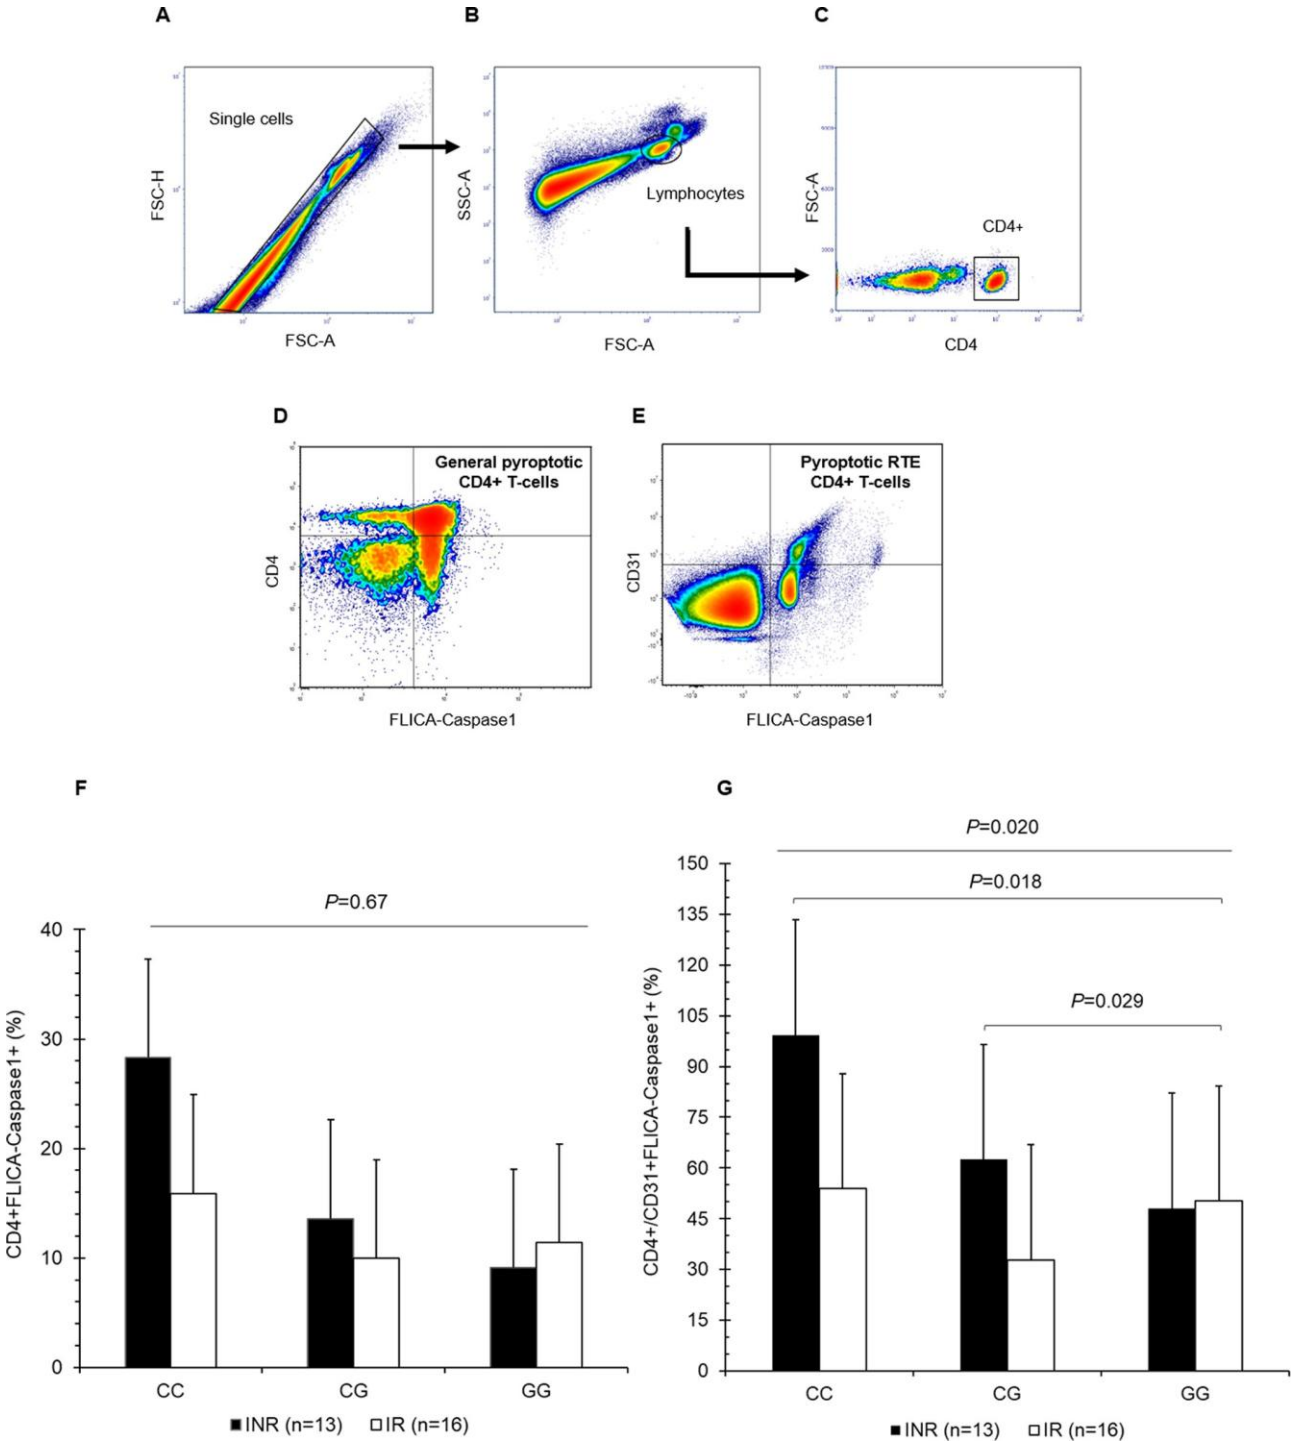 A
B
C
Single cells
FSC-H
FSC-A
SSC-A
Lymphocytes
FSC-A
FSC-A
CD4+
CD4
D
E
General pyroptotic
CD4+ T-cells
CD4
FLICA-Caspase1
Pyroptotic RTE
CD4+ T-cells
CD31
FLICA-Caspase1
F
P=0.67
CD4+FLICA-Caspase1+ (%)
40
30
20
10
0
CC
CG
GG
INR (n=13)
IR (n=16)
G
P=0.020
P=0.018
P=0.029
CD4+/CD31+FLICA-Caspase1+ (%)
150
135
120
105
90
75
60
45
30
15
0
CC
CG
GG
INR (n=13)
IR (n=16)